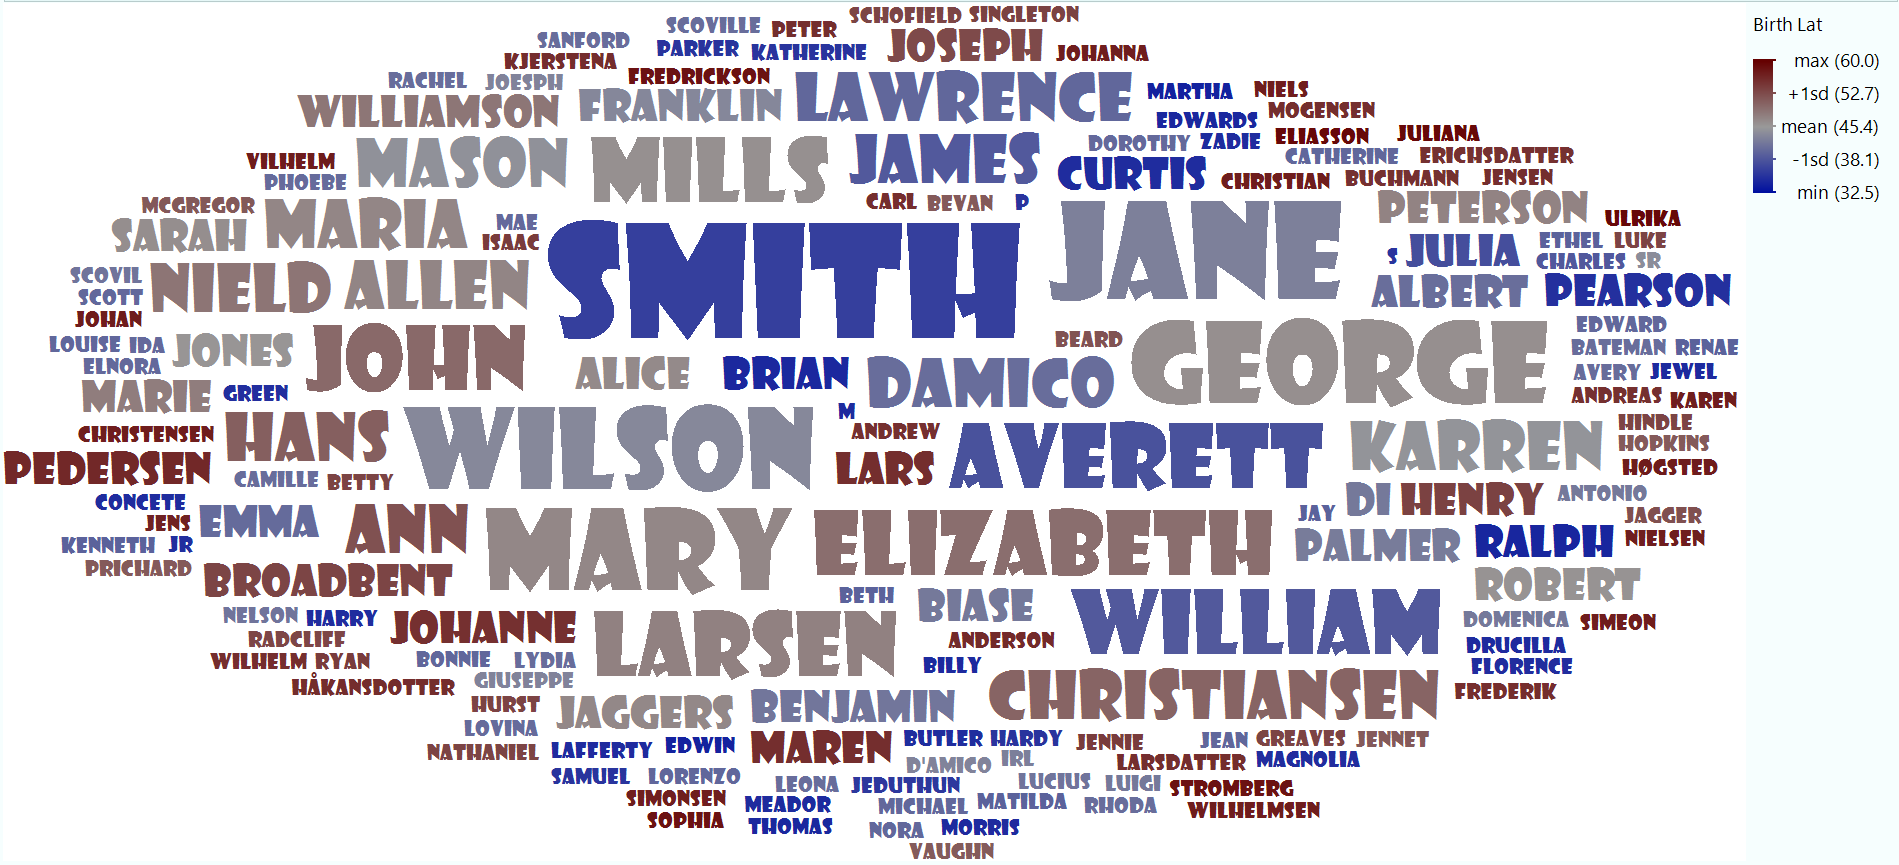 SCHOFIELD SINGLETON
SCOVILLE PETER
SANFORD PARKER KATHERINE JOSEPH JOHANNA
KJERSTENA
RACHEL JOESPH FREDRICKSON
WILLIAMSON FRANKLIN LAWRENCE MARTHA NIELS
EDWARDS MOGENSEN
VILHELM MASON MILLS JAMES DOROTHY ZADIE ELIASSON JULIANA
PHOEBE CURTIS CATHERINE ERICHSDATTER
CHRISTIAN BUCHMANN JENSEN
MCGREGOR CARL BEVAN P
SARAH MARIA MAE SMITH JANE PETERSON ULRIKA
ISAAC S JULIA ETHEL LUKE
CHARLES SR
SCOVIL NIELD ALLEN ALBERT PEARSON
SCOTT
JOHAN
LOUISE IDA JONES JOHN BEARD GEORGE EDWARD
ELNORA BATEMAN RENAE
MARIE GREEN ALICE BRIAN DAMICO AVERY JEWEL
ANDREAS KAREN
CHRISTENSEN HANS WILSON M ANDREW AVERETT KARREN HINDLE
HOPKINS
PEDERSEN CAMILLE BETTY LARS HØGSTED
CONCETE DI HENRY ANTONIO
JENS EMMA ANN MARY ELIZABETH JAY JAGGER
KENNETH JR PALMER RALPH NIELSEN
PRICHARD BROADBENT ROBERT
NELSON HARRY JOHANNE LARSEN BETH BIASE WILLIAM DOMENICA SIMEON
RADCLIFF ANDERSON DRUCILLA
WILHELM RYAN BONNIE LYDIA BILLY FLORENCE
HÅKANSDOTTER GIUSEPPE CHRISTIANSEN FREDERIK
HURST JAGGERS BENJAMIN
LOVINA
NATHANIEL LAFFERTY EDWIN MAREN BUTLER HARDY JENNIE JEAN GREAVES JENNET
D'AMICO IRL LARSDATTER MAGNOLIA
SAMUEL LORENZO LEONA JEDUTHUN LUCIUS LUIGI STROMBERG
SIMONSEN MEADOR MICHAEL MATILDA RHODA WILHELMSEN
SOPHIA THOMAS NORA MORRIS
VAUGHN
Birth Lat
max (60.0)
+1sd (52.7)
mean (45.4)
-1sd (38.1)
min (32.5)